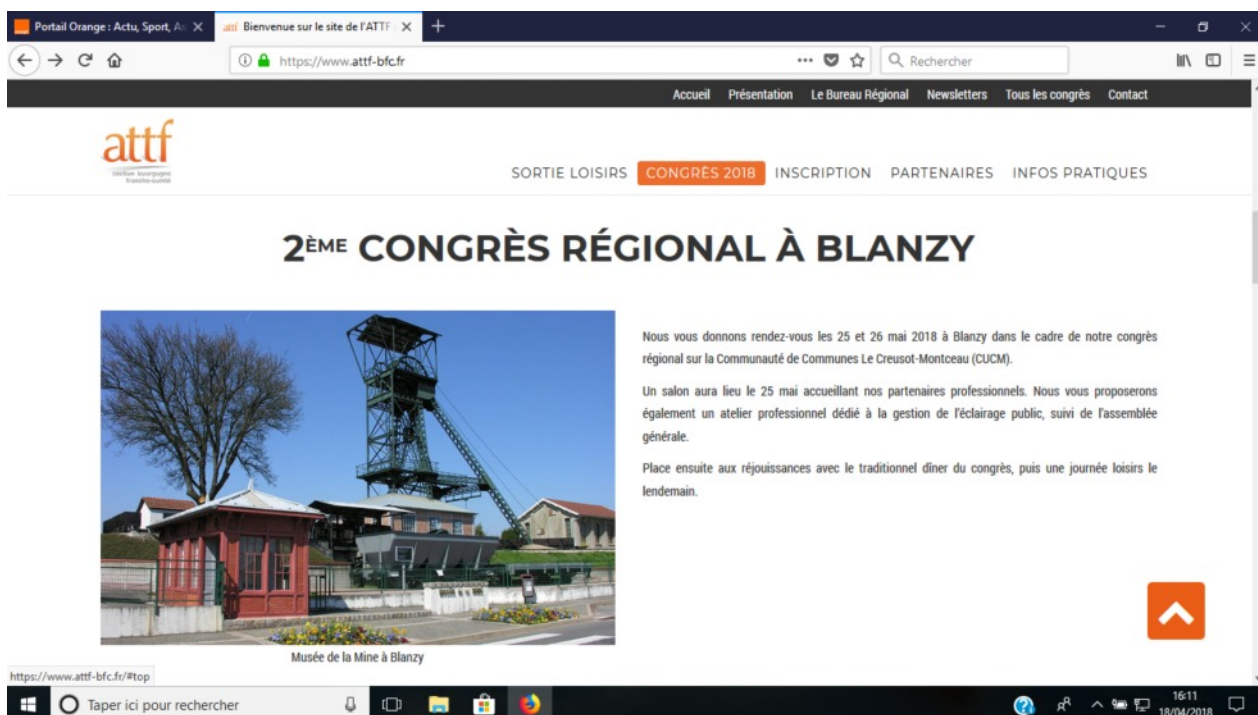 Portail Orange : Actu, Sport, As
Bienvenue sur le site de l'ATTF
https://www.attf-bfc.fr
Rechercher
Accueil Présentation Le Bureau Régional Newsletters Tous les congrès Contact
attf
section bourgogne
franche-comté
SORTIE LOISIRS CONGRÈS 2018 INSCRIPTION PARTENAIRES INFOS PRATIQUES
2ÈME CONGRÈS RÉGIONAL À BLANZY
Nous vous donnons rendez-vous les 25 et 26 mai 2018 à Blanzy dans le cadre de notre congrès
régional sur la Communauté de Communes Le Creusot-Montceau (CUCM).
Un salon aura lieu le 25 mai accueillant nos partenaires professionnels. Nous vous proposerons
également un atelier professionnel dédié à la gestion de l'éclairage public, suivi de l'assemblée
générale.
Place ensuite aux réjouissances avec le traditionnel dîner du congrès, puis une journée loisirs le
lendemain.
Musée de la Mine à Blanzy
https://www.attf-bfc.fr/#top
Taper ici pour rechercher
16:11
18/04/2018